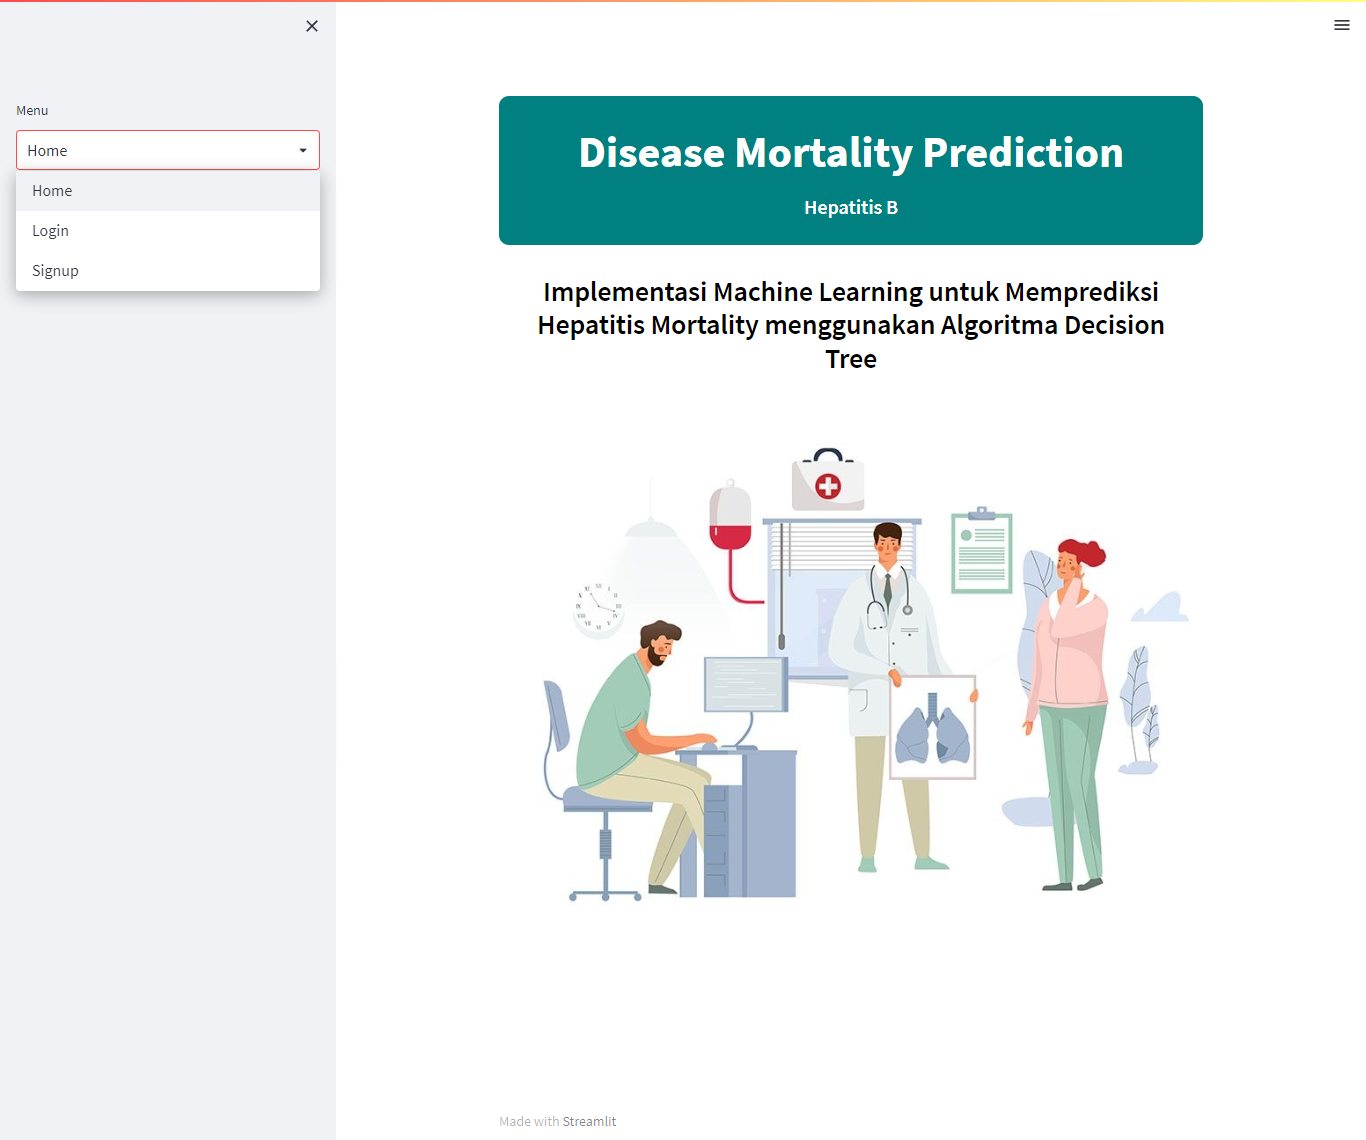 Menu
Home
Home
Login
Signup
Disease Mortality Prediction
Hepatitis B
Implementasi Machine Learning untuk Memprediksi
Hepatitis Mortality menggunakan Algoritma Decision
Tree
Made with Streamlit